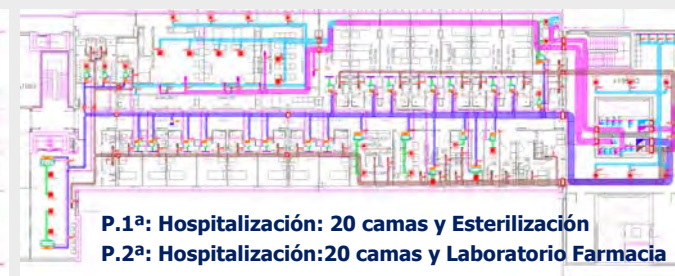 P.1ª: Hospitalización: 20 camas y Esterilización
P.2ª: Hospitalización:20 camas y Laboratorio Farmacia